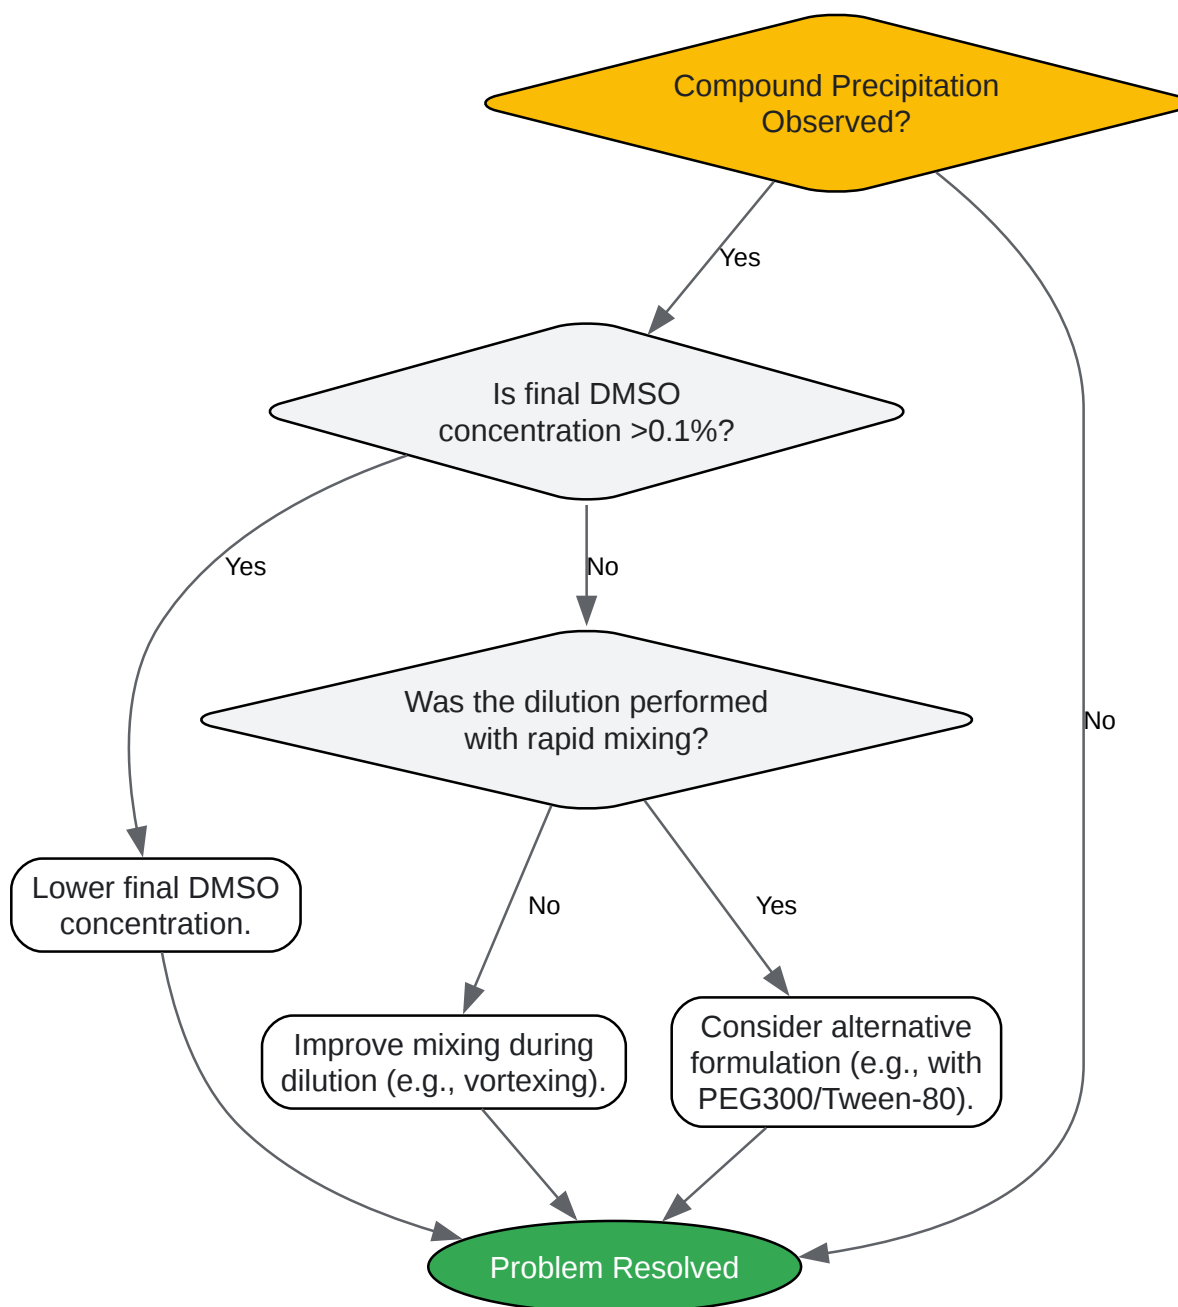 Compound Precipitation
Observed?
Yes
Is final DMSO
concentration >0.1%?
Yes
No
Was the dilution performed
with rapid mixing?
No
No
Yes
Lower final DMSO
concentration.
Improve mixing during
dilution (e.g., vortexing).
Consider alternative
formulation (e.g., with
PEG300/Tween-80).
Problem Resolved